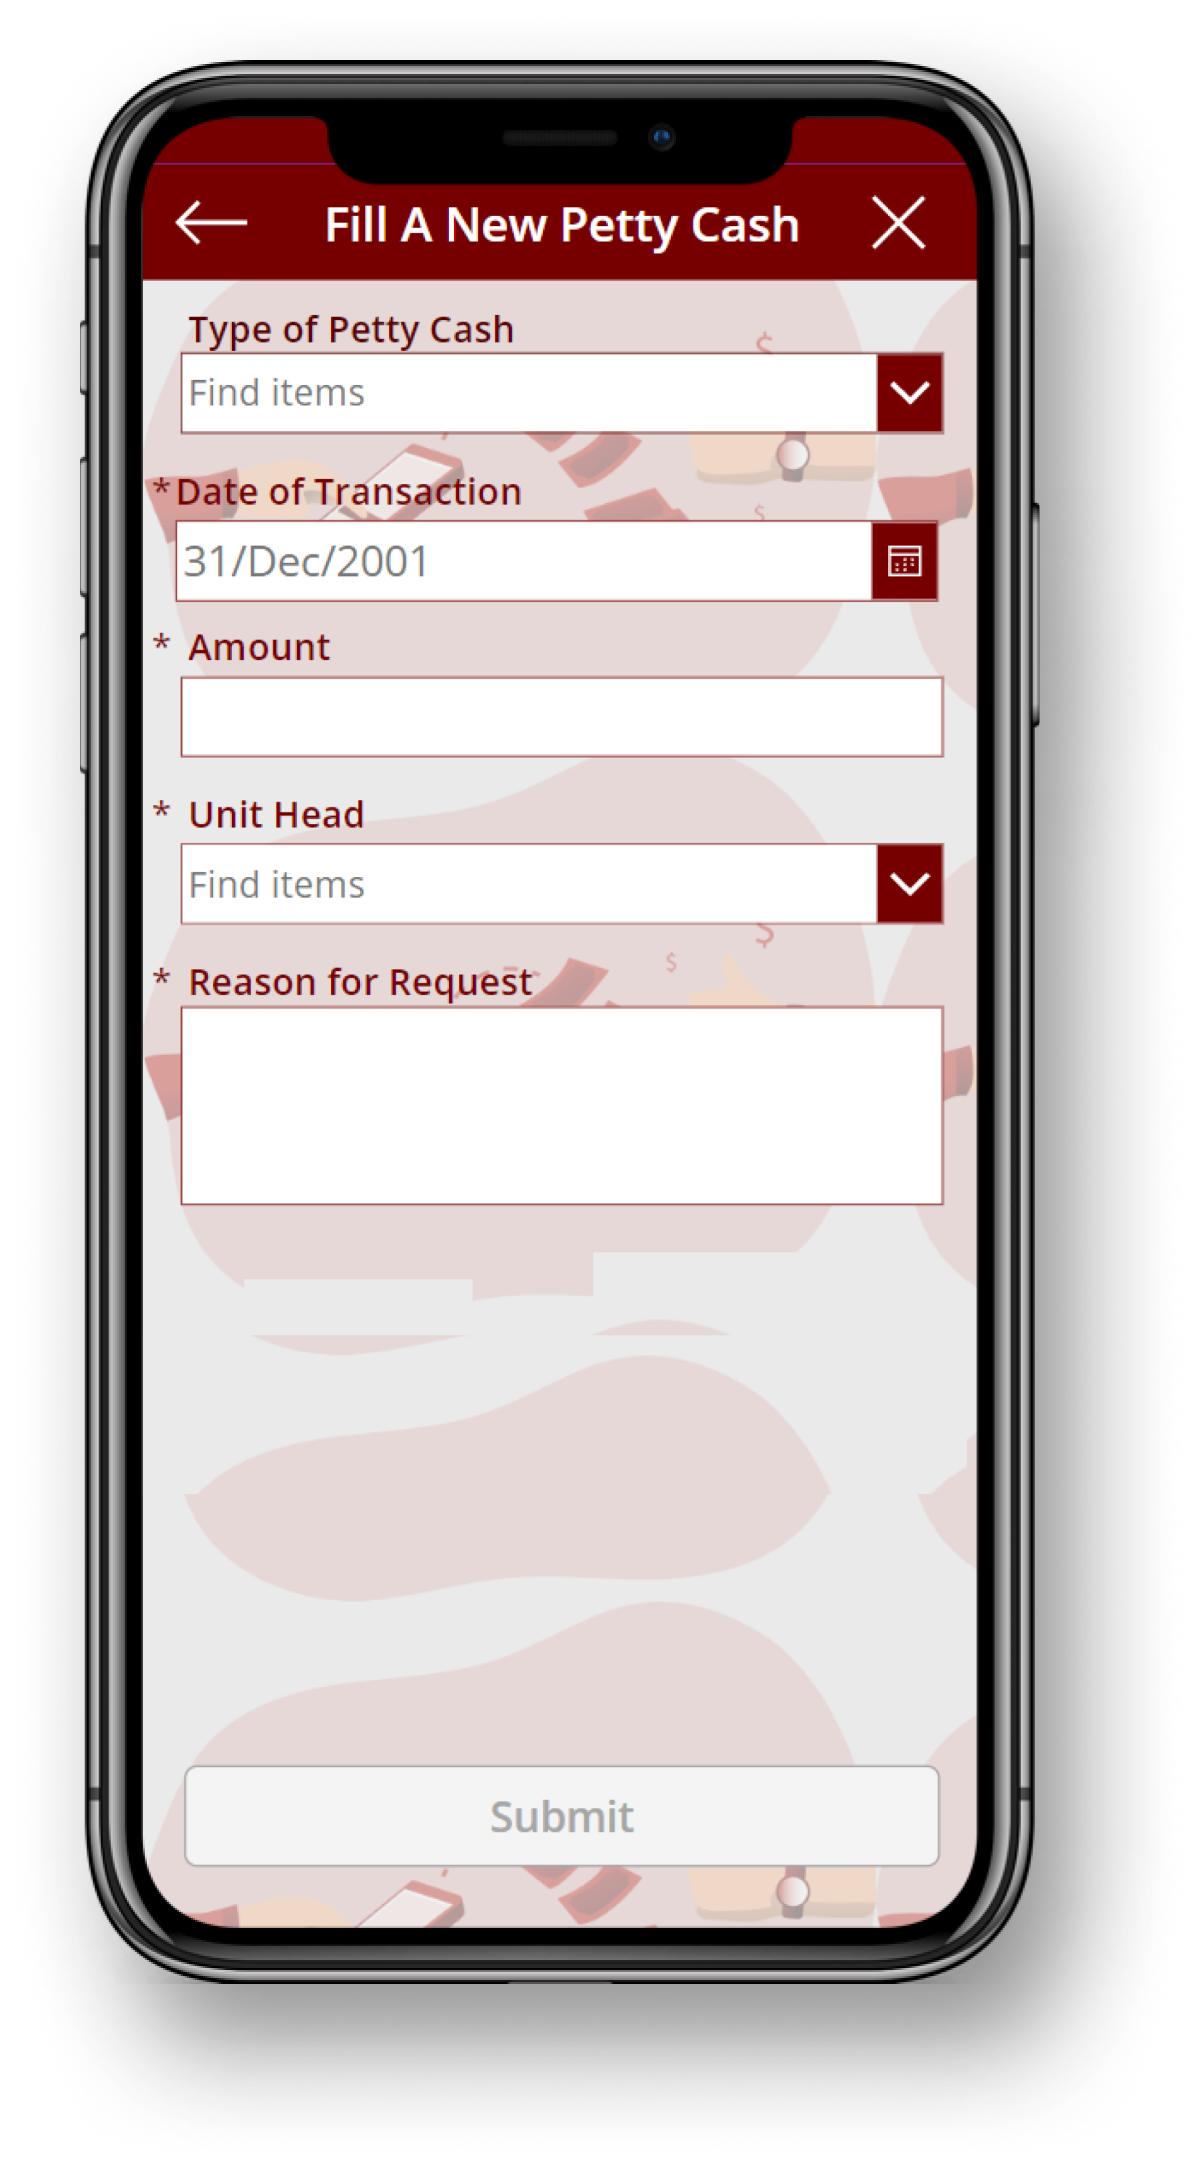 Fill A New Petty Cash
Type of Petty Cash
Find items
*Date of Transaction
31/Dec/2001
* Amount
* Unit Head
Find items
* Reason for Request
Submit